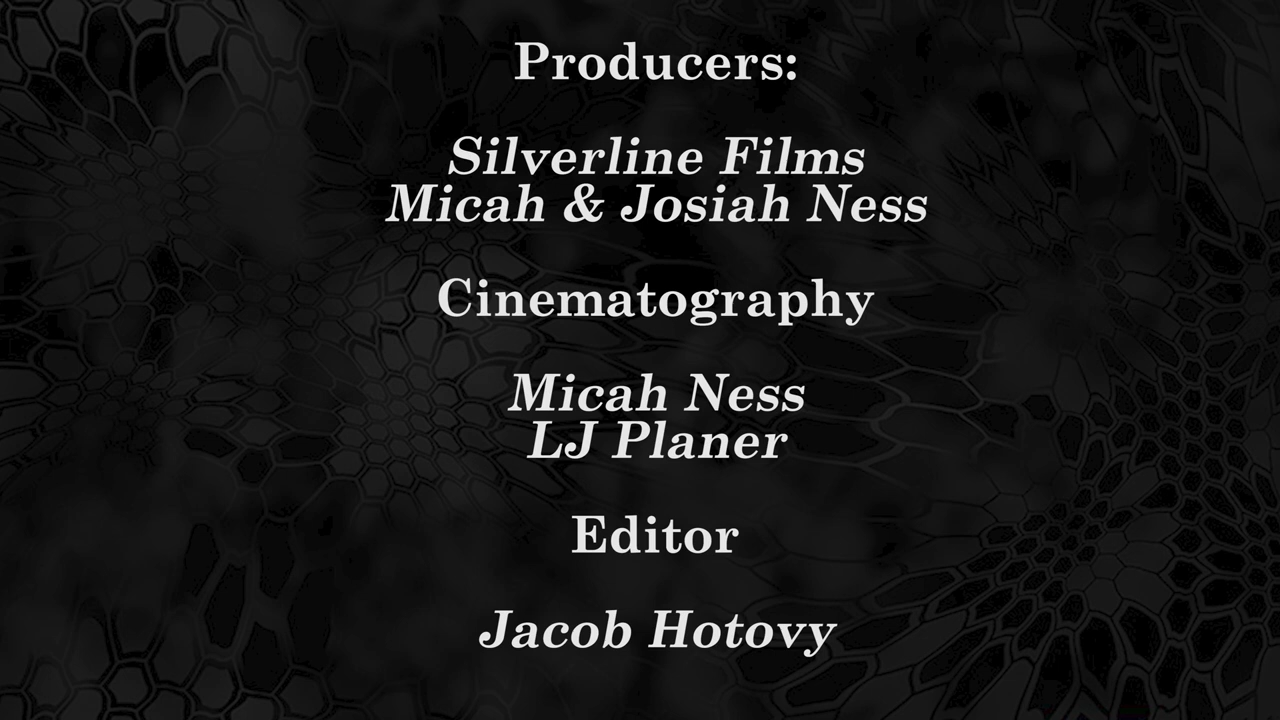 Producers:
Silverline Films
Micah & Josiah Ness
Cinematography
Micah Ness
LJ Planer
Editor
Jacob Hotovy